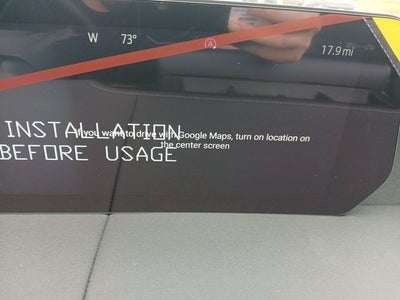 W 73° 17.9 mi
If you want to drive with Google Maps, turn on location on
the center screen
INSTALLATION
BEFORE USAGE